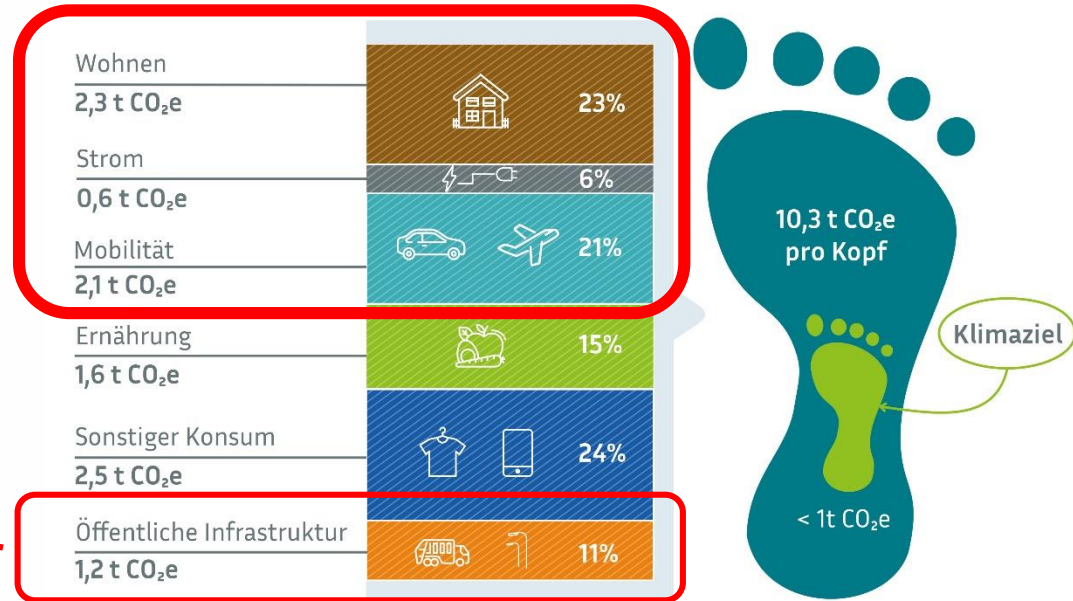 Wohnen
2,3 t CO₂e
23%
Strom
0,6 t CO₂e
6%
Mobilität
2,1 t CO₂e
21%
Ernährung
1,6 t CO₂e
15%
Sonstiger Konsum
2,5 t CO₂e
24%
Öffentliche Infrastruktur
1,2 t CO₂e
11%
10,3 t CO₂e
pro Kopf
Klimaziel
< 1t CO₂e